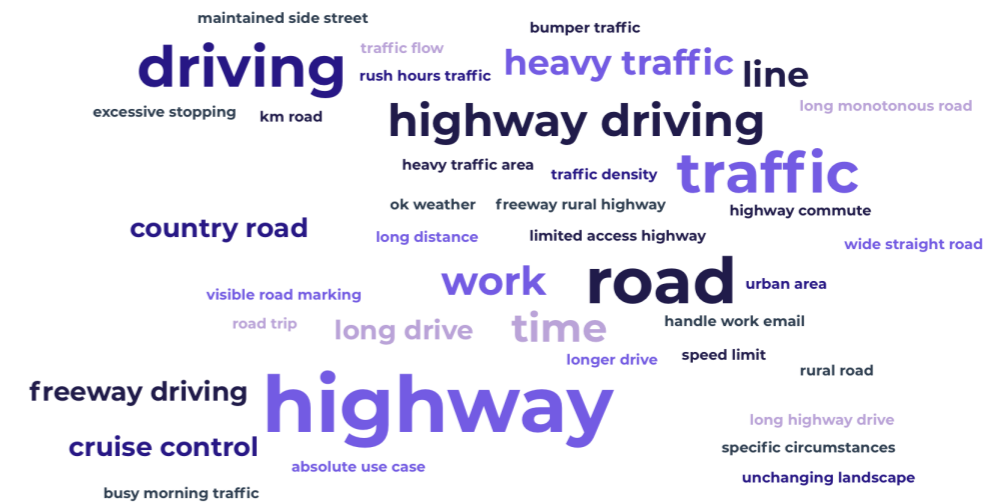 maintained side street
bumper traffic
driving
traffic flow
rush hours traffic
heavy traffic
line
excessive stopping
km road
highway driving
long monotonous road
heavy traffic area
traffic density
traffic
ok weather
freeway rural highway
highway commute
country road
long distance
limited access highway
wide straight road
work
road
urban area
visible road marking
road trip
long drive
time
handle work email
longer drive
speed limit
rural road
freeway driving
highway
long highway drive
cruise control
specific circumstances
absolute use case
unchanging landscape
busy morning traffic